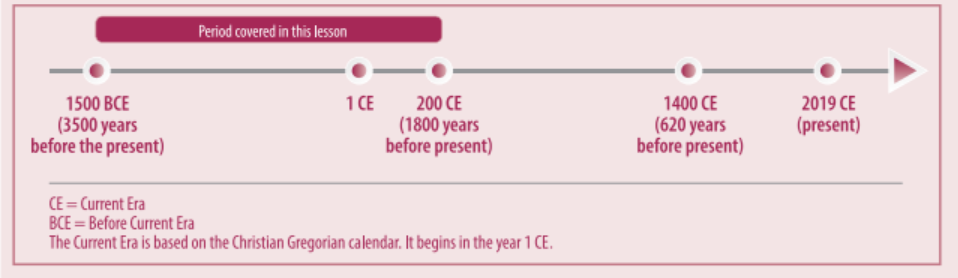 Period covered in this lesson
1500 BCE
(3500 years
before the present)
1 CE
200 CE
(1800 years
before present)
1400 CE
(620 years
before present)
2019 CE
(present)
CE = Current Era
BCE = Before Current Era
The Current Era is based on the Christian Gregorian calendar. It begins in the year 1 CE.